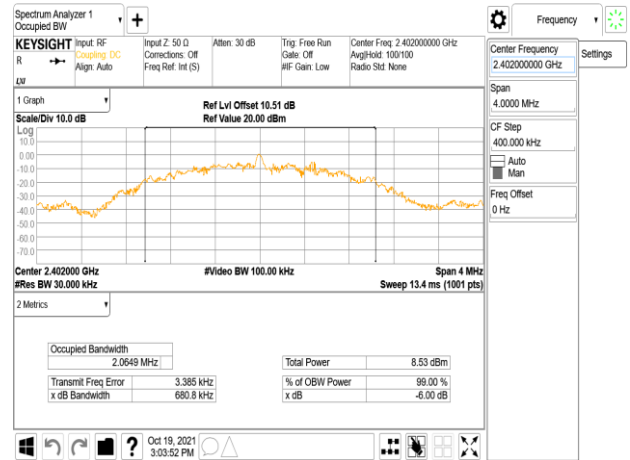 Spectrum Analyzer 1
Occupied BW
Frequency
KEYSIGHT
R
LXI
Input: RF
Coupling: DC
Align: Auto
Input Z: 50 Ω
Corrections: Off
Freq Ref: Int (S)
Atten: 30 dB
Trig: Free Run
Gate: Off
#IF Gain: Low
Center Freq: 2.402000000 GHz
Avg|Hold: 100/100
Radio Std: None
Center Frequency
2.402000000 GHz
Settings
Span
4.0000 MHz
CF Step
400.000 kHz
Auto
Man
Freq Offset
0 Hz
1 Graph
Scale/Div 10.0 dB
Ref Lvl Offset 10.51 dB
Ref Value 20.00 dBm
Log
10.0
0.00
-10.0
-20.0
-30.0
-40.0
-50.0
-60.0
-70.0
Center 2.402000 GHz
#Res BW 30.000 kHz
#Video BW 100.00 kHz
Span 4 MHz
Sweep 13.4 ms (1001 pts)
2 Metrics
Occupied Bandwidth
2.0649 MHz
Total Power 8.53 dBm
Transmit Freq Error 3.385 kHz
% of OBW Power 99.00 %
x dB Bandwidth 680.8 kHz
x dB -6.00 dB
?
Oct 19, 2021
3:03:52 PM